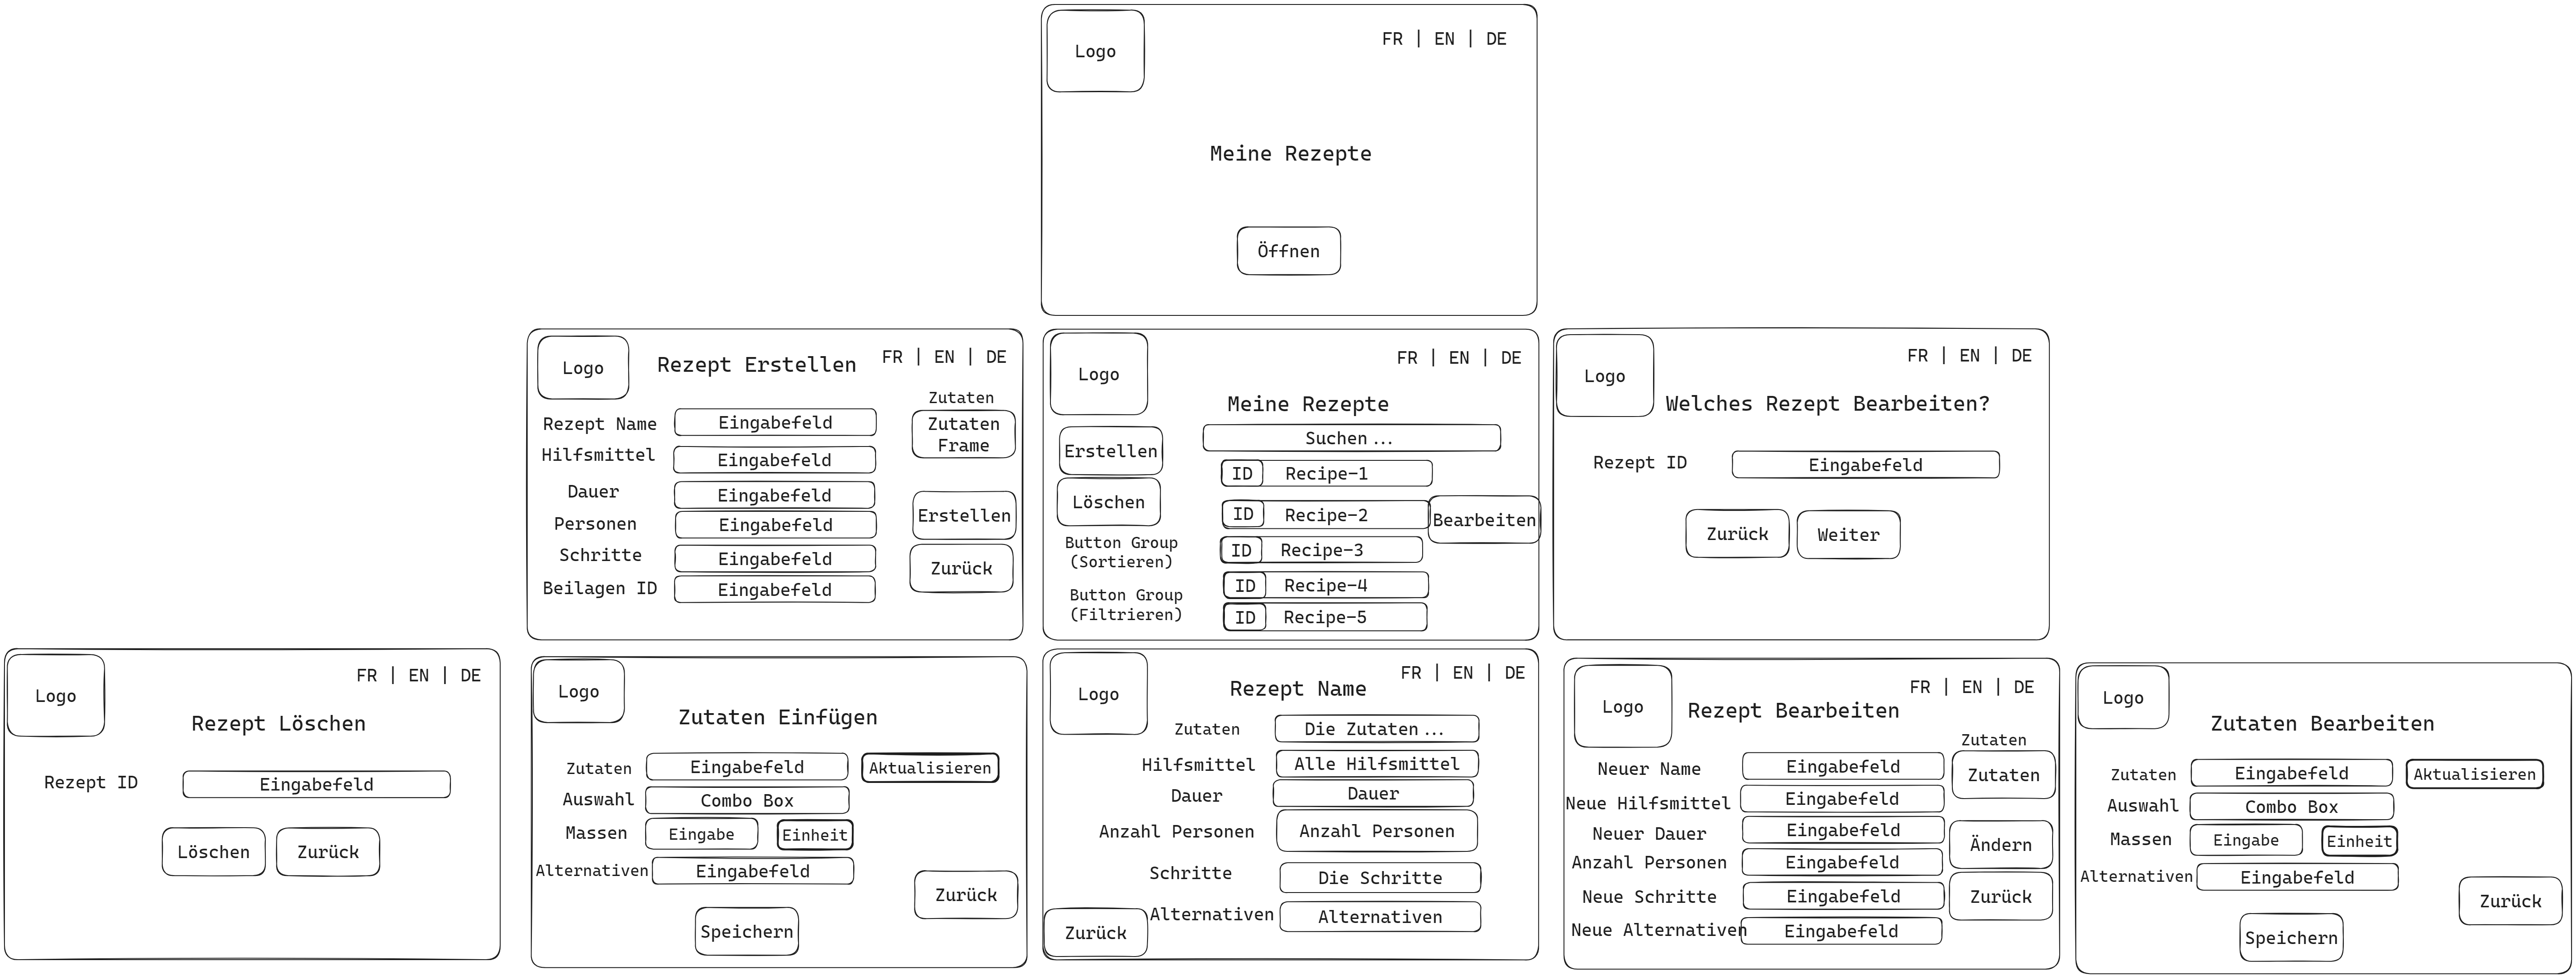 Logo
FR | EN | DE
Meine Rezepte
Öffnen
Logo
Rezept Erstellen
FR | EN | DE
Zutaten
Rezept Name
Eingabefeld
Zutaten
Frame
Hilfsmittel
Eingabefeld
Dauer
Eingabefeld
Personen
Eingabefeld
Erstellen
Schritte
Eingabefeld
Zurück
Beilagen ID
Eingabefeld
Logo
FR | EN | DE
Meine Rezepte
Erstellen
Suchen ...
ID
Recipe-1
Löschen
ID
Recipe-2
Bearbeiten
Button Group
(Sortieren)
ID
Recipe-3
ID
Recipe-4
Button Group
(Filtrieren)
ID
Recipe-5
Logo
FR | EN | DE
Welches Rezept Bearbeiten?
Rezept ID
Eingabefeld
Zurück
Weiter
Logo
FR | EN | DE
Rezept Löschen
Rezept ID
Eingabefeld
Löschen
Zurück
Logo
Zutaten Einfügen
Zutaten
Eingabefeld
Aktualisieren
Auswahl
Combo Box
Massen
Eingabe
Einheit
Alternativen
Eingabefeld
Zurück
Speichern
Logo
FR | EN | DE
Rezept Name
Zutaten
Die Zutaten ...
Hilfsmittel
Alle Hilfsmittel
Dauer
Dauer
Anzahl Personen
Anzahl Personen
Schritte
Die Schritte
Alternativen
Alternativen
Zurück
Logo
FR | EN | DE
Rezept Bearbeiten
Zutaten
Neuer Name
Eingabefeld
Zutaten
Neue Hilfsmittel
Eingabefeld
Neuer Dauer
Eingabefeld
Ändern
Anzahl Personen
Eingabefeld
Neue Schritte
Eingabefeld
Zurück
Neue Alternativen
Eingabefeld
Logo
Zutaten Bearbeiten
Zutaten
Eingabefeld
Aktualisieren
Auswahl
Combo Box
Massen
Eingabe
Einheit
Alternativen
Eingabefeld
Zurück
Speichern